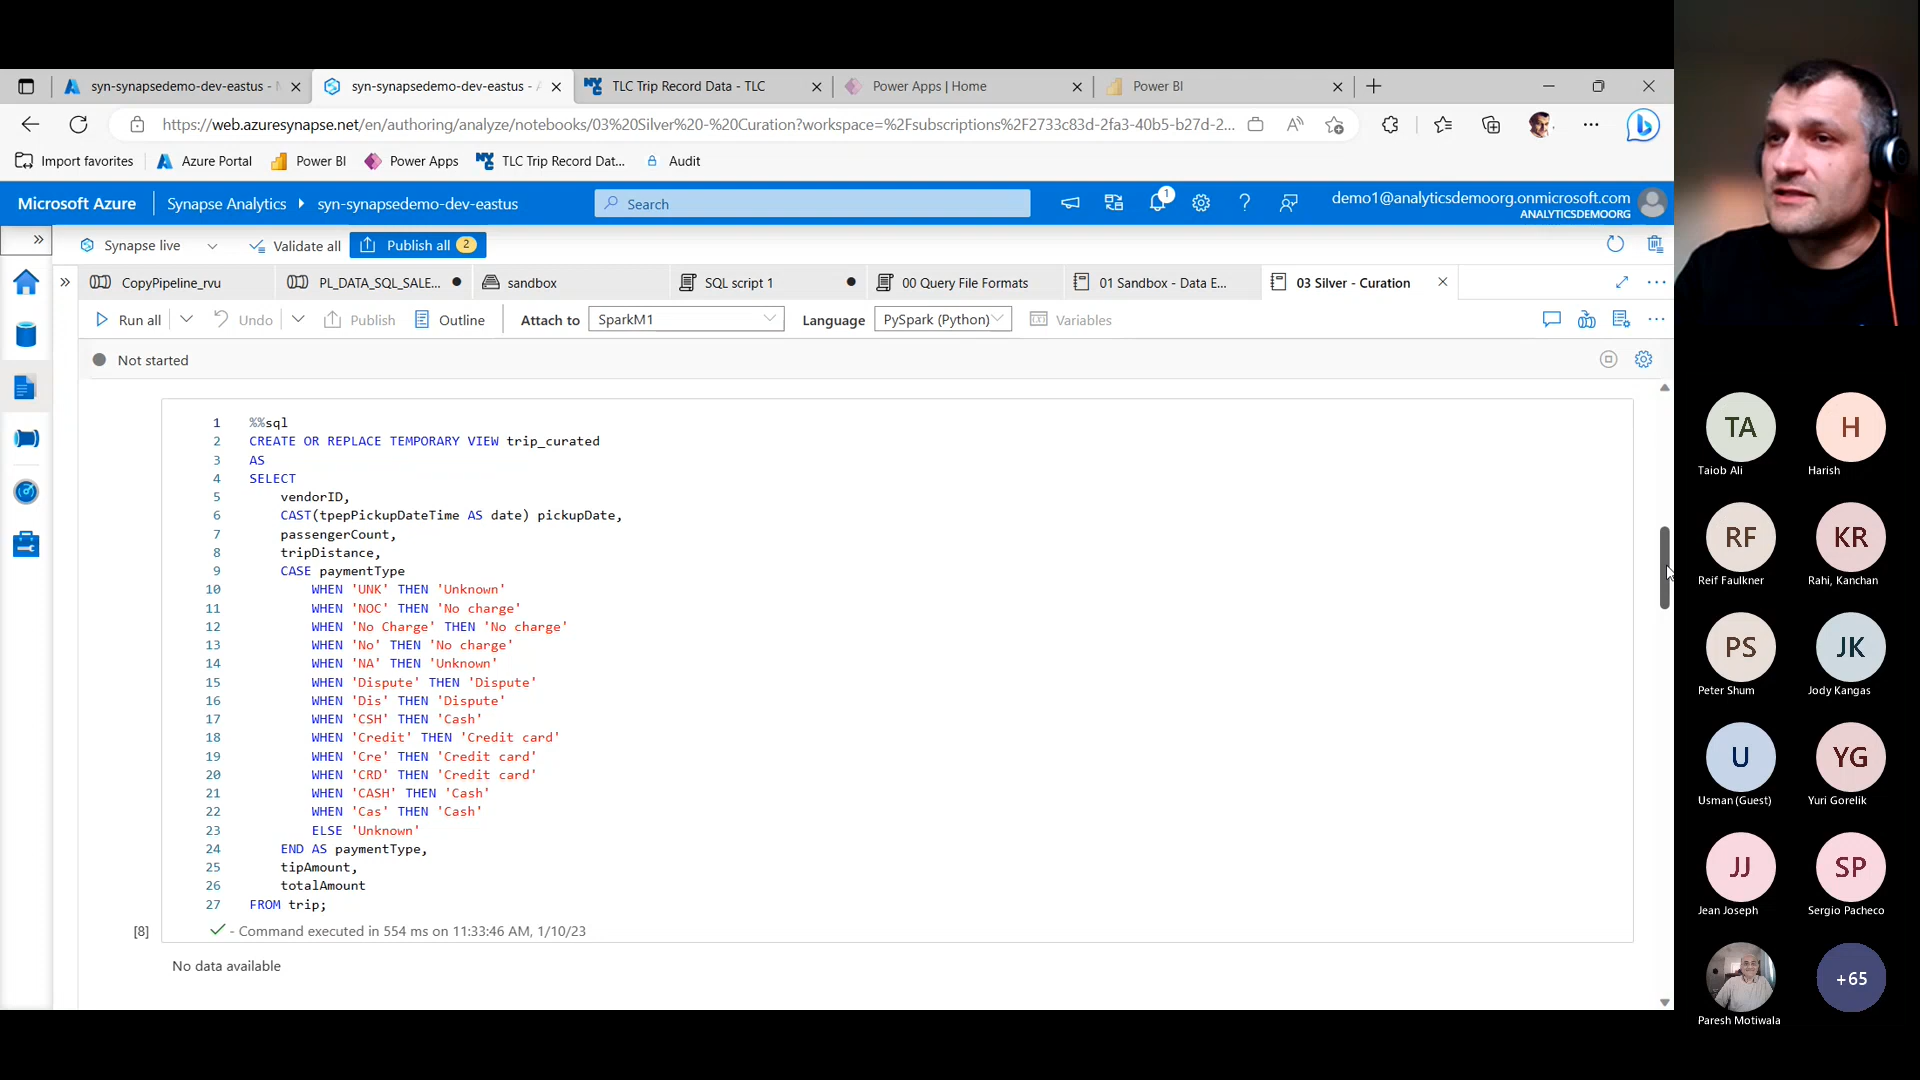 syn-synapsedemo-dev-eastus -
syn-synapsedemo-dev-eastus -
TLC Trip Record Data - TLC
Power Apps | Home
Power BI
https://web.azuresynapse.net/en/authoring/analyze/notebooks/03%20Silver%20-%20Curation?workspace=%2Fsubscriptions%2F2733c83d-2fa3-40b5-b27d-2...
Import favorites
Azure Portal
Power BI
Power Apps
TLC Trip Record Dat...
Audit
Microsoft Azure
Synapse Analytics
syn-synapsedemo-dev-eastus
Search
1
demo1@analyticsdemoorg.onmicrosoft.com
ANALYTICSDEMOORG
Synapse live
Validate all
Publish all 2
CopyPipeline_rvu
PL_DATA_SQL_SALE...
sandbox
SQL script 1
00 Query File Formats
01 Sandbox - Data E...
03 Silver - Curation
Run all
Undo
Publish
Outline
Attach to
SparkM1
Language
PySpark (Python)
Variables
Not started
1 %%sql
2 CREATE OR REPLACE TEMPORARY VIEW trip_curated
3 AS
4 SELECT
5 vendorID,
6 CAST(tpepPickupDateTime AS date) pickupDate,
7 passengerCount,
8 tripDistance,
9 CASE paymentType
10 WHEN 'UNK' THEN 'Unknown'
11 WHEN 'NOC' THEN 'No charge'
12 WHEN 'No Charge' THEN 'No charge'
13 WHEN 'No' THEN 'No charge'
14 WHEN 'NA' THEN 'Unknown'
15 WHEN 'Dispute' THEN 'Dispute'
16 WHEN 'Dis' THEN 'Dispute'
17 WHEN 'CSH' THEN 'Cash'
18 WHEN 'Credit' THEN 'Credit card'
19 WHEN 'Cre' THEN 'Credit card'
20 WHEN 'CRD' THEN 'Credit card'
21 WHEN 'CASH' THEN 'Cash'
22 WHEN 'Cas' THEN 'Cash'
23 ELSE 'Unknown'
24 END AS paymentType,
25 tipAmount,
26 totalAmount
27 FROM trip;
[8]
- Command executed in 554 ms on 11:33:46 AM, 1/10/23
No data available
TA
Taiob Ali
H
Harish
RF
Reif Faulkner
KR
Rahi, Kanchan
PS
Peter Shum
JK
Jody Kangas
U
Usman (Guest)
YG
Yuri Gorelik
JJ
Jean Joseph
SP
Sergio Pacheco
Paresh Motiwala
+65